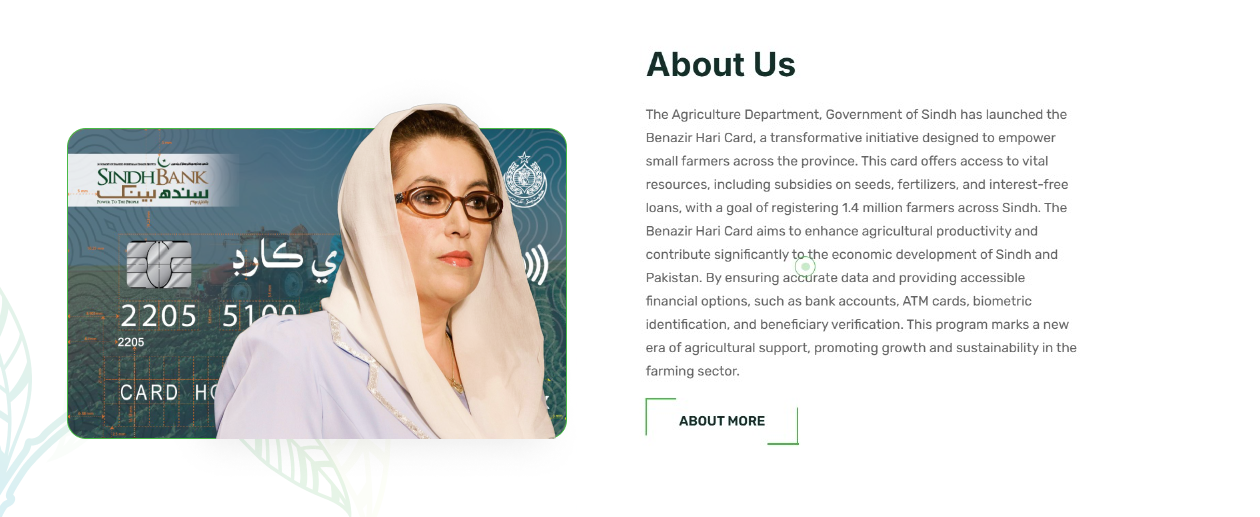 About Us
The Agriculture Department, Government of Sindh has launched the
Benazir Hari Card, a transformative initiative designed to empower
small farmers across the province. This card offers access to vital
resources, including subsidies on seeds, fertilizers, and interest-free
loans, with a goal of registering 1.4 million farmers across Sindh. The
Benazir Hari Card aims to enhance agricultural productivity and
contribute significantly to the economic development of Sindh and
Pakistan. By ensuring accurate data and providing accessible
financial options, such as bank accounts, ATM cards, biometric
identification, and beneficiary verification. This program marks a new
era of agricultural support, promoting growth and sustainability in the
farming sector.
ABOUT MORE
SINDHBANK
سندھ بینک
POWER TO THE PEOPLE
ڪارڊ
2205 5100
2205
CARD HO